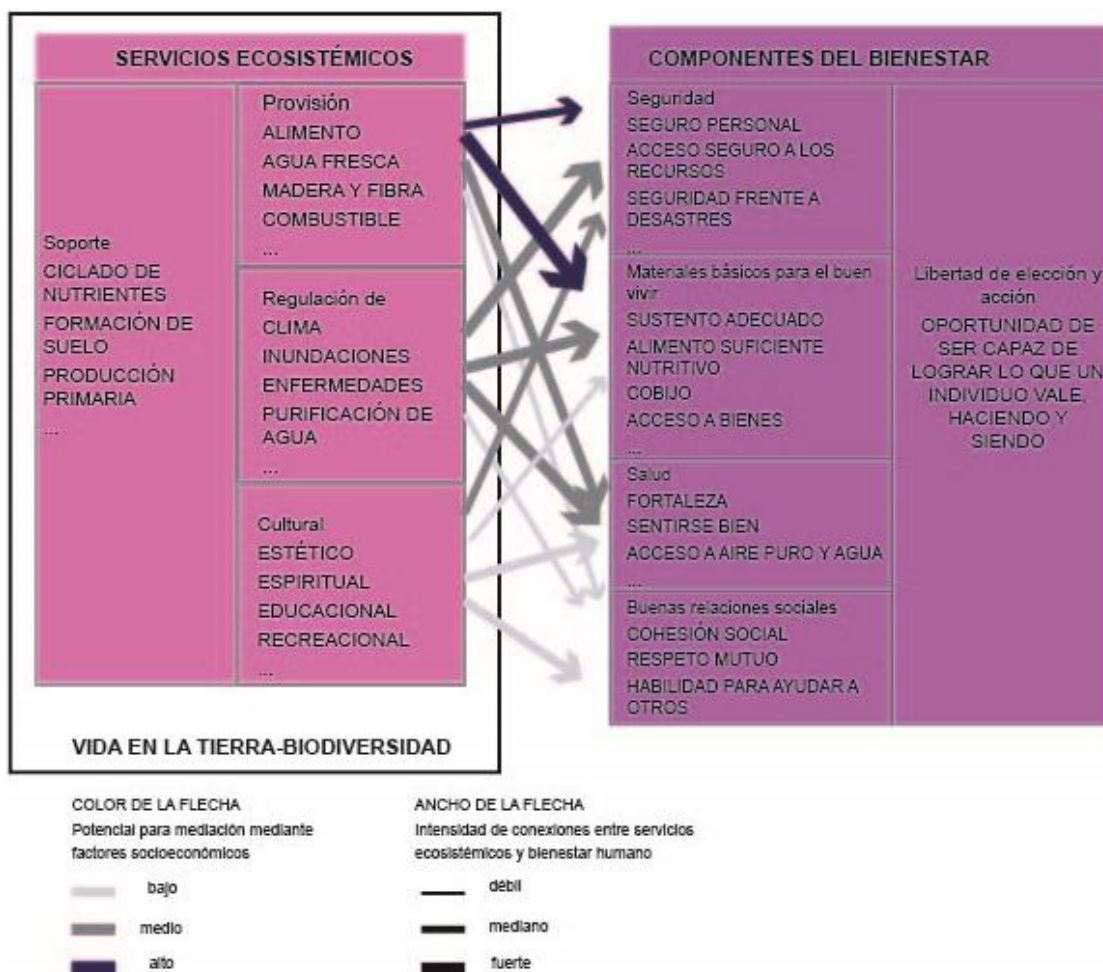 SERVICIOS ECOSISTÉMICOS
Soporte
CICLADO DE
NUTRIENTES
FORMACIÓN DE
SUELO
PRODUCCIÓN
PRIMARIA
...
Provisión
ALIMENTO
AGUA FRESCA
MADERA Y FIBRA
COMBUSTIBLE
...
Regulación de
CLIMA
INUNDACIONES
ENFERMEDADES
PURIFICACIÓN DE
AGUA
...
Cultural
ESTÉTICO
ESPIRITUAL
EDUCACIONAL
RECREACIONAL
...
VIDA EN LA TIERRA-BIODIVERSIDAD
COMPONENTES DEL BIENESTAR
Seguridad
SEGURO PERSONAL
ACCESO SEGURO A LOS
RECURSOS
SEGURIDAD FRENTE A
DESASTRES
...
Materiales básicos para el buen
vivir
SUSTENTO ADECUADO
ALIMENTO SUFICIENTE
NUTRITIVO
COBIJO
ACCESO A BIENES
...
Salud
FORTALEZA
SENTIRSE BIEN
ACCESO A AIRE PURO Y AGUA
...
Buenas relaciones sociales
COHESIÓN SOCIAL
RESPETO MUTUO
HABILIDAD PARA AYUDAR A
OTROS
Libertad de elección y
acción
OPORTUNIDAD DE
SER CAPAZ DE
LOGRAR LO QUE UN
INDIVIDUO VALE,
HACIENDO Y
SIENDO
COLOR DE LA FLECHA
Potencial para mediación mediante
factores socioeconómicos
bajo
medio
alto
ANCHO DE LA FLECHA
Intensidad de conexiones entre servicios
ecosistémicos y bienestar humano
débil
mediano
fuerte